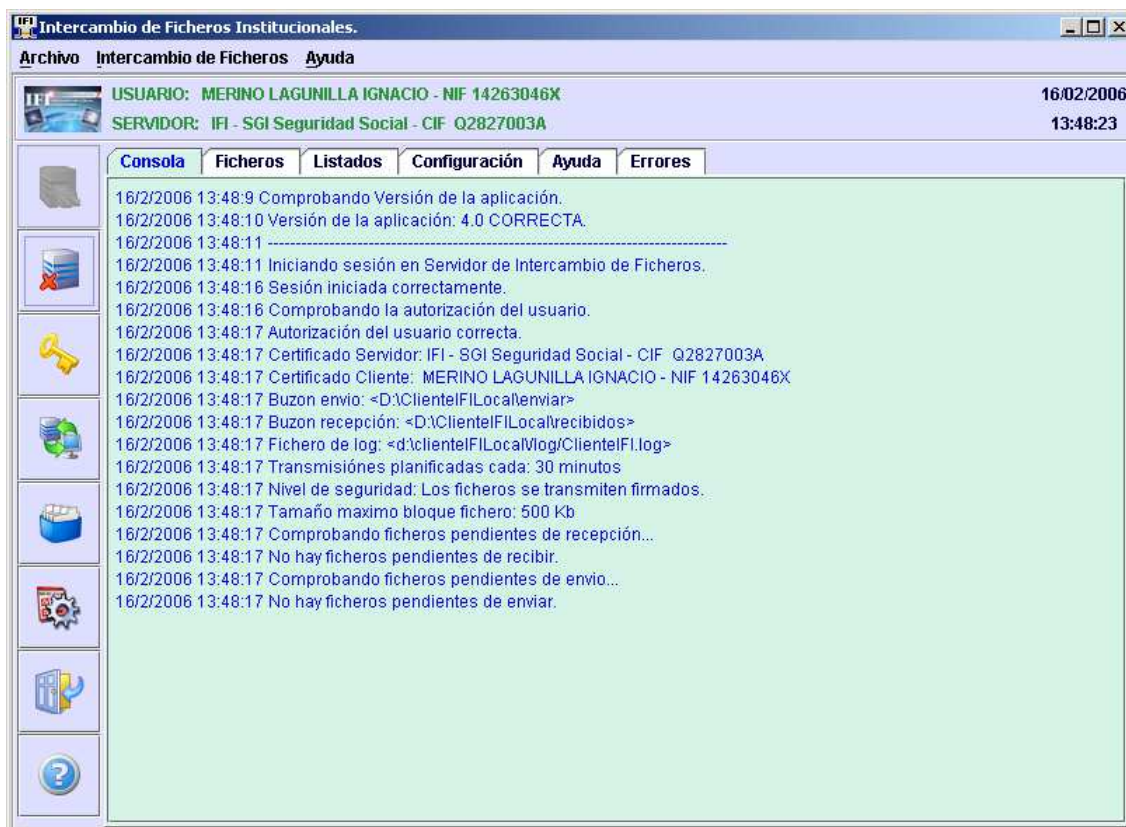 IFI Intercambio de Ficheros Institucionales.
Archivo Intercambio de Ficheros Ayuda
IFI
USUARIO: MERINO LAGUNILLA IGNACIO - NIF 14263046X 16/02/2006
SERVIDOR: IFI - SGI Seguridad Social - CIF Q2827003A 13:48:23
Consola Ficheros Listados Configuración Ayuda Errores
16/2/2006 13:48:9 Comprobando Versión de la aplicación.
16/2/2006 13:48:10 Versión de la aplicación: 4.0 CORRECTA.
16/2/2006 13:48:11 ----------------------------------------------------------------------------------
16/2/2006 13:48:11 Iniciando sesión en Servidor de Intercambio de Ficheros.
16/2/2006 13:48:16 Sesión iniciada correctamente.
16/2/2006 13:48:16 Comprobando la autorización del usuario.
16/2/2006 13:48:17 Autorización del usuario correcta.
16/2/2006 13:48:17 Certificado Servidor: IFI - SGI Seguridad Social - CIF Q2827003A
16/2/2006 13:48:17 Certificado Cliente: MERINO LAGUNILLA IGNACIO - NIF 14263046X
16/2/2006 13:48:17 Buzon envio: <D:\ClienteIFILocal\enviar>
16/2/2006 13:48:17 Buzon recepción: <D:\ClienteIFILocal\recibidos>
16/2/2006 13:48:17 Fichero de log: <d:\clienteIFILocal\/log/ClienteIFI.log>
16/2/2006 13:48:17 Transmisiónes planificadas cada: 30 minutos
16/2/2006 13:48:17 Nivel de seguridad: Los ficheros se transmiten firmados.
16/2/2006 13:48:17 Tamaño maximo bloque fichero: 500 Kb
16/2/2006 13:48:17 Comprobando ficheros pendientes de recepción...
16/2/2006 13:48:17 No hay ficheros pendientes de recibir.
16/2/2006 13:48:17 Comprobando ficheros pendientes de envio...
16/2/2006 13:48:17 No hay ficheros pendientes de enviar.